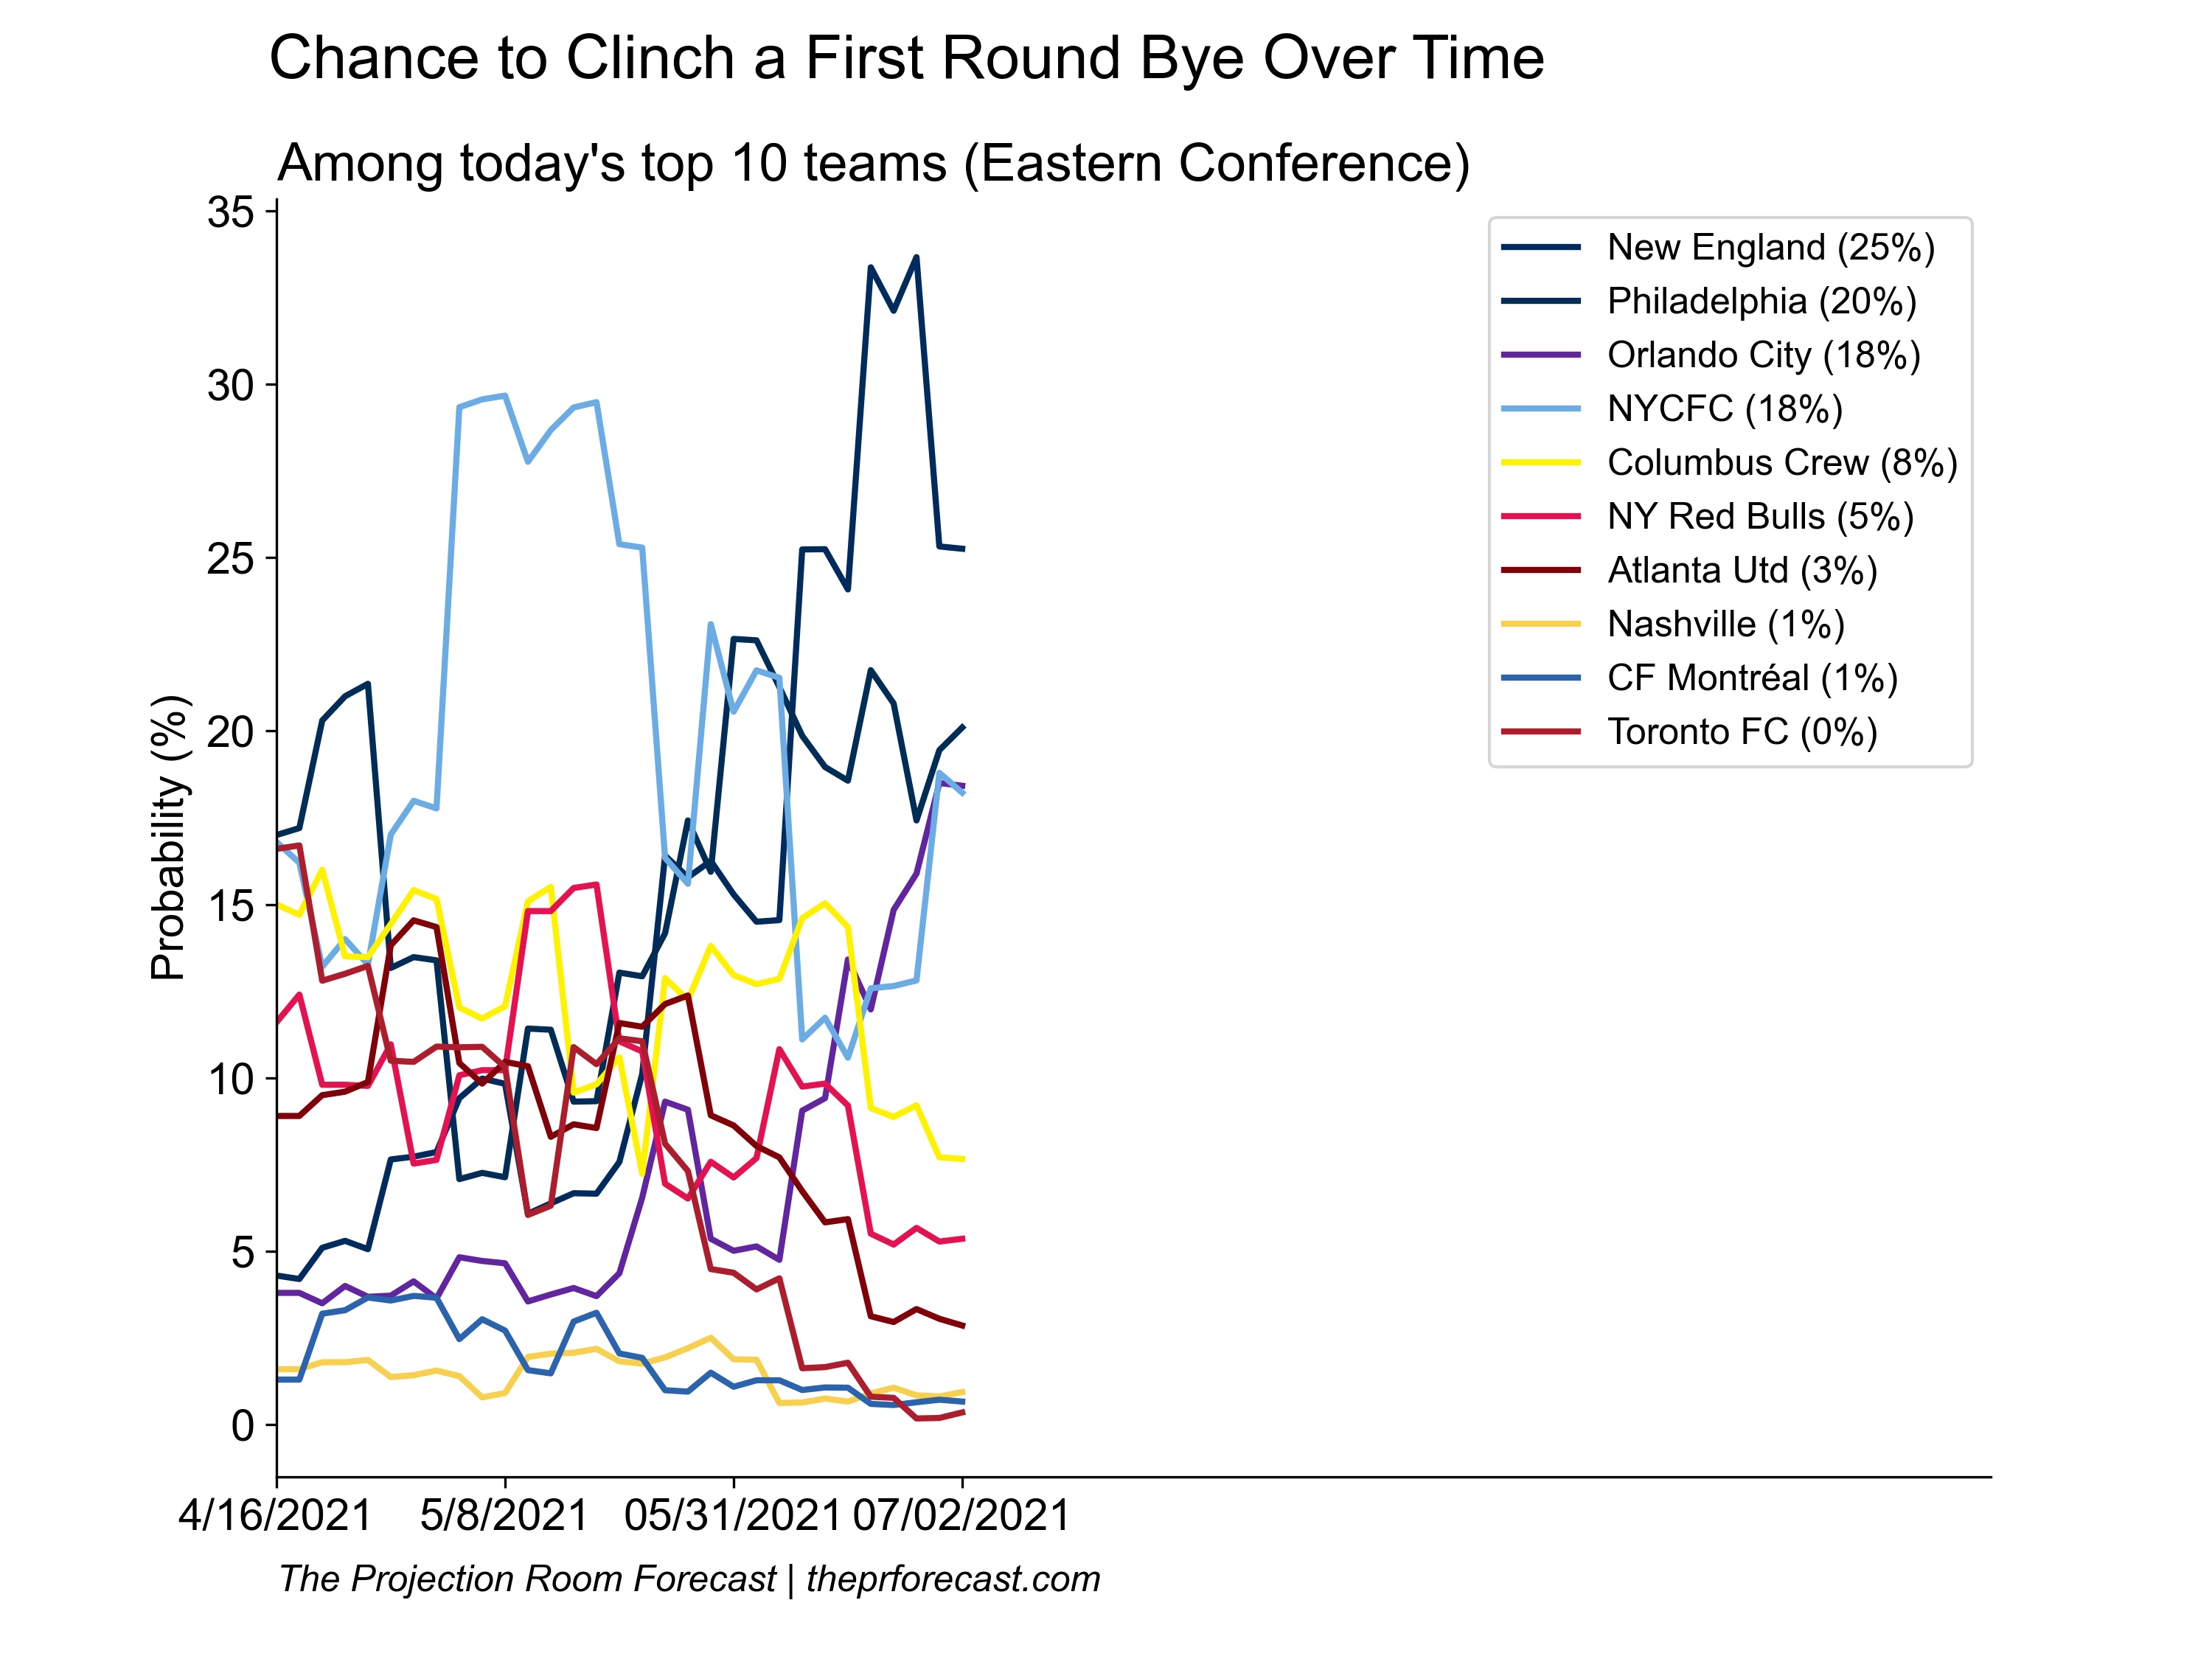 Chance to Clinch a First Round Bye Over Time
Among today's top 10 teams (Eastern Conference)
35
30
25
20
15
10
5
0
Probability (%)
New England (25%)
Philadelphia (20%)
Orlando City (18%)
NYCFC (18%)
Columbus Crew (8%)
NY Red Bulls (5%)
Atlanta Utd (3%)
Nashville (1%)
CF Montréal (1%)
Toronto FC (0%)
4/16/2021 5/8/2021 05/31/2021 07/02/2021
The Projection Room Forecast | theprforecast.com